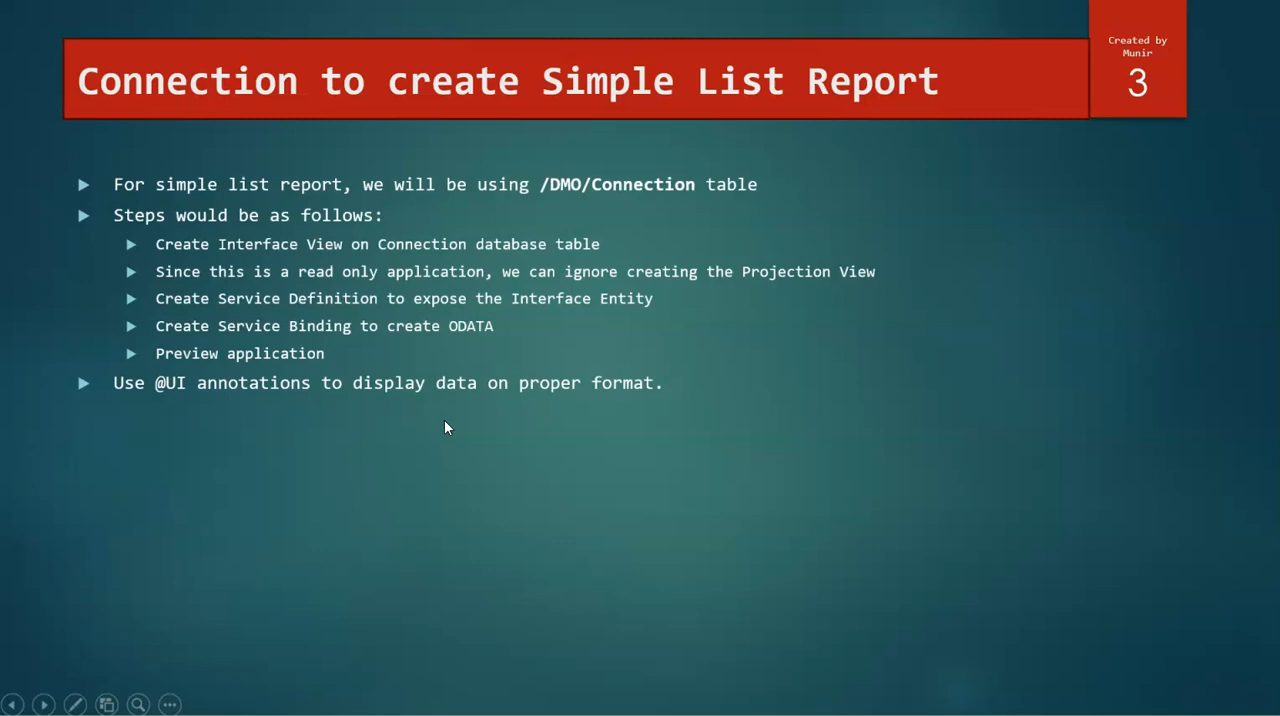 Created by
Munir
3
Connection to create Simple List Report
For simple list report, we will be using /DMO/Connection table
Steps would be as follows:
Create Interface View on Connection database table
Since this is a read only application, we can ignore creating the Projection View
Create Service Definition to expose the Interface Entity
Create Service Binding to create ODATA
Preview application
Use @UI annotations to display data on proper format.